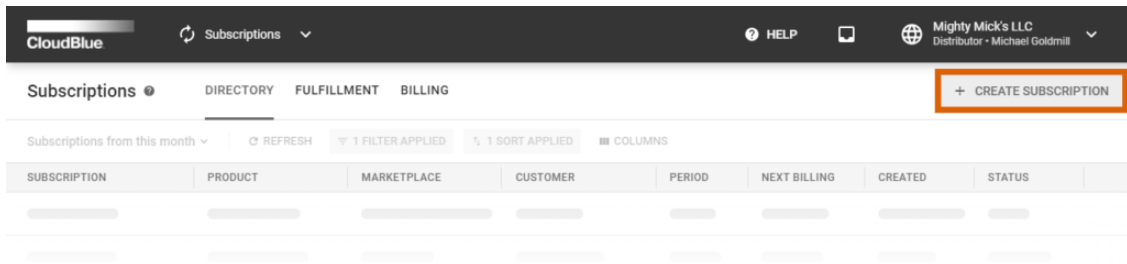 CloudBlue
Subscriptions
HELP
Mighty Mick's LLC
Distributor • Michael Goldmill
Subscriptions
DIRECTORY
FULFILLMENT
BILLING
+ CREATE SUBSCRIPTION
Subscriptions from this month
REFRESH
1 FILTER APPLIED
1 SORT APPLIED
COLUMNS
SUBSCRIPTION
PRODUCT
MARKETPLACE
CUSTOMER
PERIOD
NEXT BILLING
CREATED
STATUS